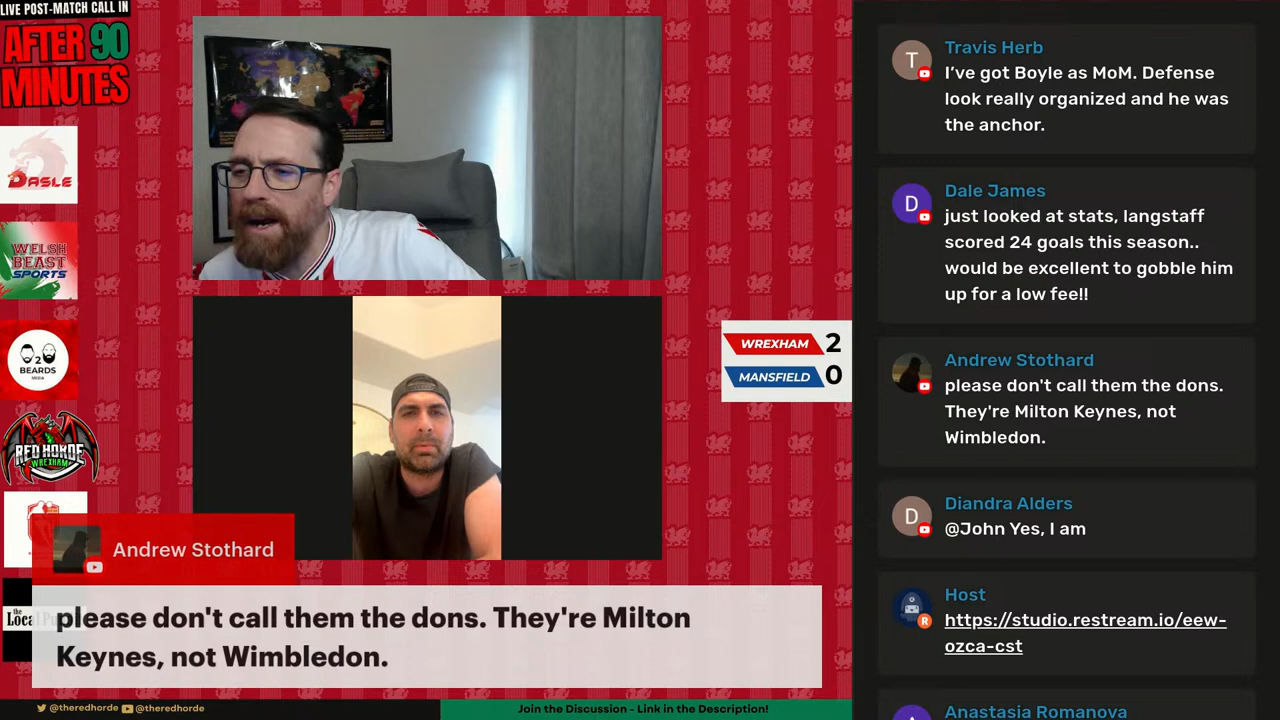 LIVE POST-MATCH CALL IN
AFTER 90
MINUTES
DASLE
WELSH
BEAST
SPORTS
2
BEARDS
MEDIA
RED HORDE
WREXHAM
the
Local Pu
WREXHAM 2
MANSFIELD 0
Andrew Stothard
please don't call them the dons. They're Milton
Keynes, not Wimbledon.
@theredhorde @theredhorde
Join the Discussion - Link in the Description!
T
Travis Herb
I've got Boyle as MoM. Defense
look really organized and he was
the anchor.
D
Dale James
just looked at stats, langstaff
scored 24 goals this season..
would be excellent to gobble him
up for a low fee!!
Andrew Stothard
please don't call them the dons.
They're Milton Keynes, not
Wimbledon.
D
Diandra Alders
@John Yes, I am
Host
R
https://studio.restream.io/eew-
ozca-cst
Anastasia Romanova